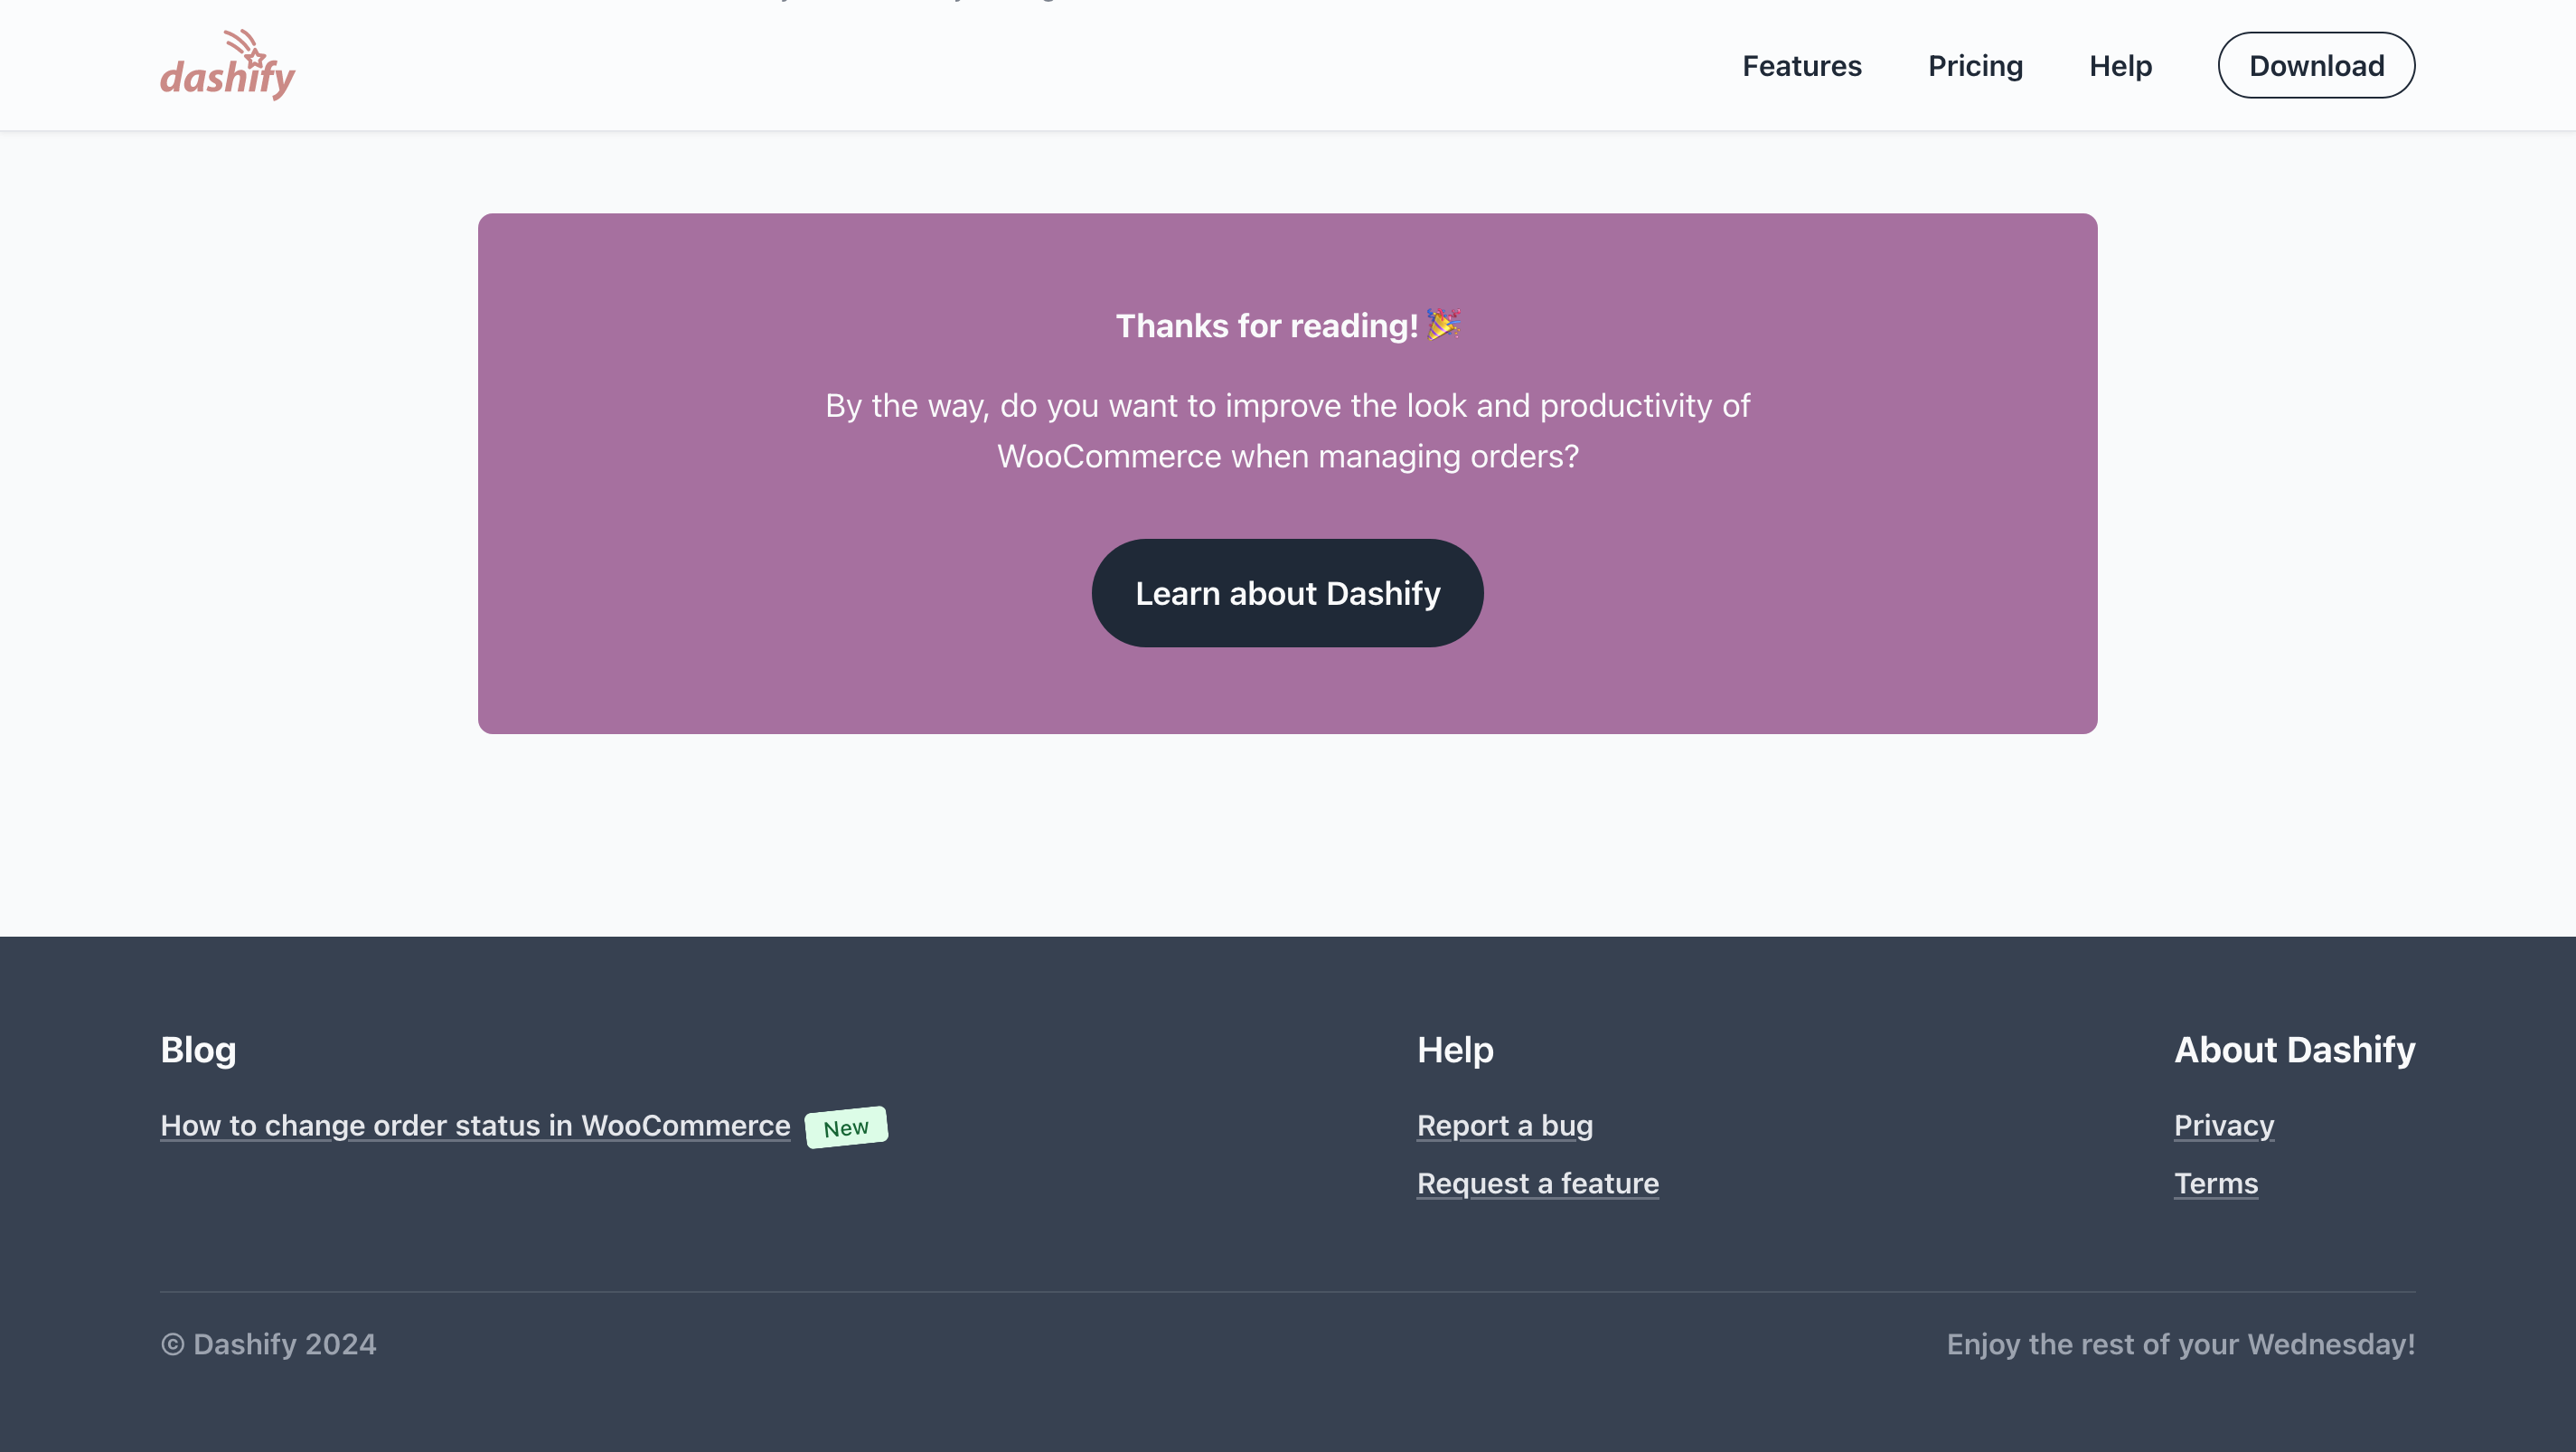 dashify
Features
Pricing
Help
Download
Thanks for reading! 🎉
By the way, do you want to improve the look and productivity of
WooCommerce when managing orders?
Learn about Dashify
Blog
How to change order status in WooCommerce New
Help
Report a bug
Request a feature
About Dashify
Privacy
Terms
© Dashify 2024
Enjoy the rest of your Wednesday!